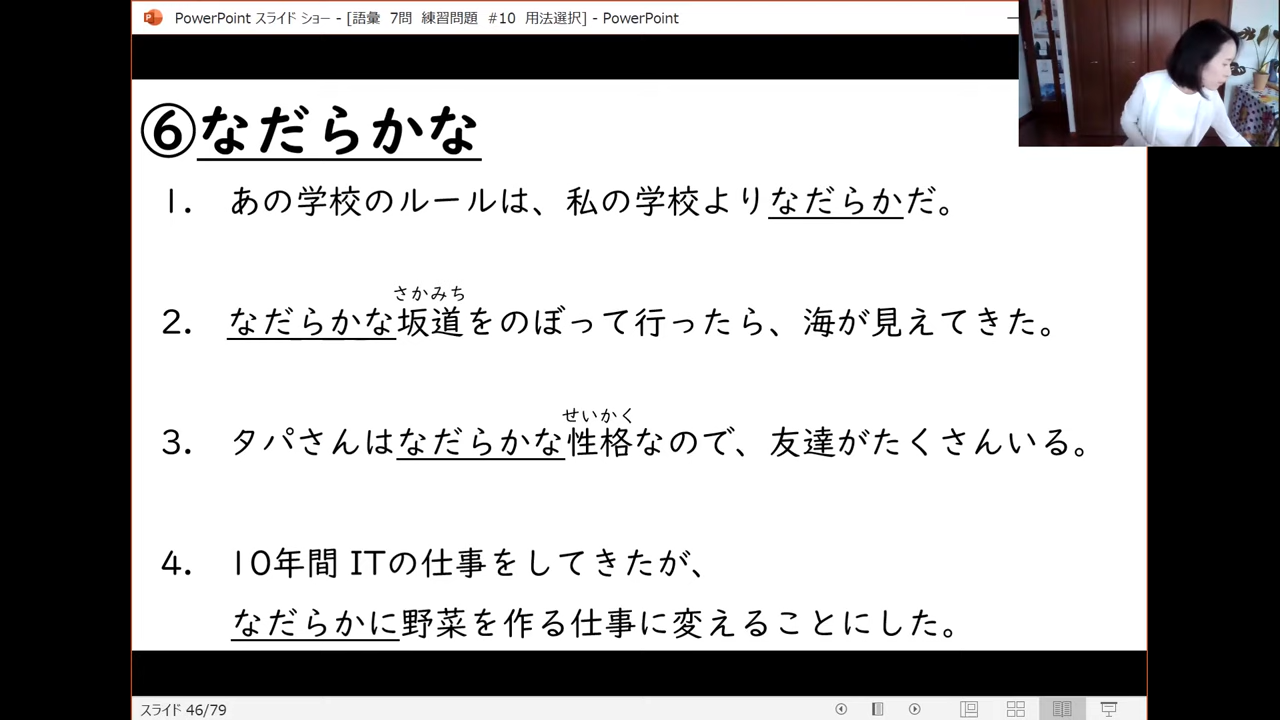 PowerPoint スライド ショー - [語彙 7問 練習問題 #10 用法選択] - PowerPoint
⑥なだらかな
1. あの学校のルールは、私の学校よりなだらかだ。
さかみち
2. なだらかな坂道をのぼって行ったら、海が見えてきた。
せいかく
3. タパさんはなだらかな性格なので、友達がたくさんいる。
4. 10年間 ITの仕事をしてきたが、
なだらかに野菜を作る仕事に変えることにした。
スライド 46/79